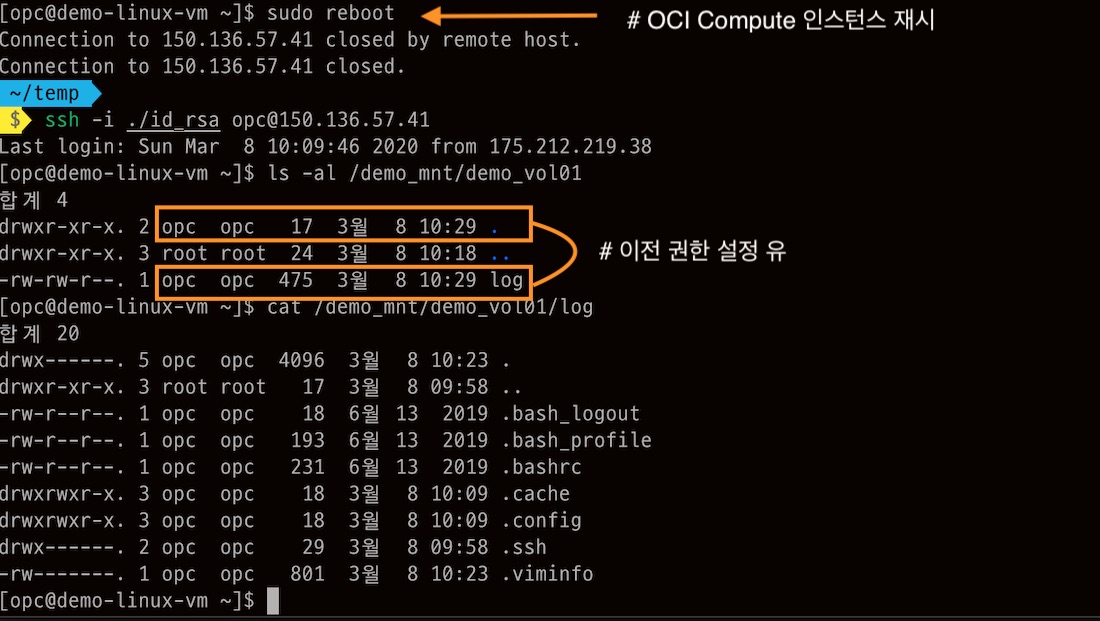 [opc@demo-linux-vm ~]$ sudo reboot # OCI Compute 인스턴스 재시
Connection to 150.136.57.41 closed by remote host.
Connection to 150.136.57.41 closed.
~/temp
$ ssh -i ./id_rsa opc@150.136.57.41
Last login: Sun Mar  8 10:09:46 2020 from 175.212.219.38
[opc@demo-linux-vm ~]$ ls -al /demo_mnt/demo_vol01
합계 4
drwxr-xr-x. 2 opc  opc   17  3월  8 10:29 .
drwxr-xr-x. 3 root root  24  3월  8 10:18 .. # 이전 권한 설정 유
-rw-rw-r--. 1 opc  opc  475  3월  8 10:29 log
[opc@demo-linux-vm ~]$ cat /demo_mnt/demo_vol01/log
합계 20
drwx------. 5 opc  opc  4096  3월  8 10:23 .
drwxr-xr-x. 3 root root   17  3월  8 09:58 ..
-rw-r--r--. 1 opc  opc    18  6월 13  2019 .bash_logout
-rw-r--r--. 1 opc  opc   193  6월 13  2019 .bash_profile
-rw-r--r--. 1 opc  opc   231  6월 13  2019 .bashrc
drwxrwxr-x. 3 opc  opc    18  3월  8 10:09 .cache
drwxrwxr-x. 3 opc  opc    18  3월  8 10:09 .config
drwx------. 2 opc  opc    29  3월  8 09:58 .ssh
-rw-------. 1 opc  opc   801  3월  8 10:23 .viminfo
[opc@demo-linux-vm ~]$